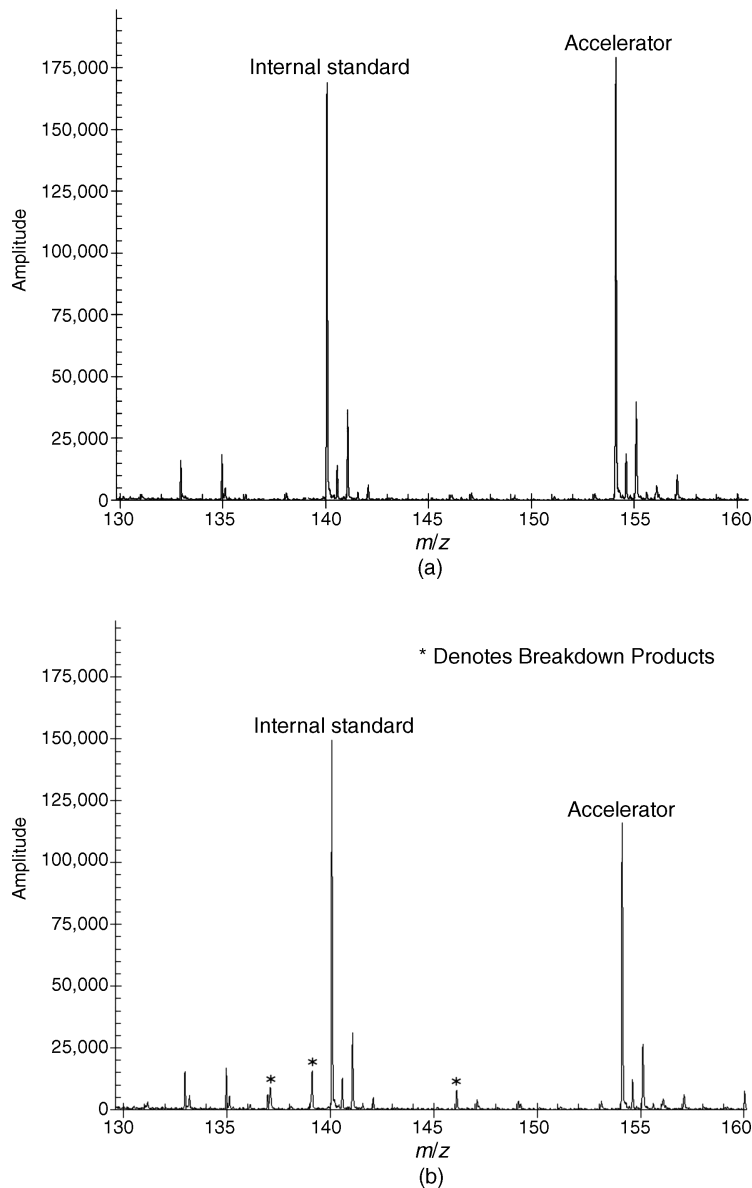 Accelerator
Internal standard
175,000
150,000
125,000
100,000
75,000
50,000
25,000
0
Amplitude
130 135 140 145 150 155 160
m/z
(a)
* Denotes Breakdown Products
175,000
Internal standard
150,000
125,000
Accelerator
100,000
75,000
50,000
25,000
* * *
0
Amplitude
130 135 140 145 150 155 160
m/z
(b)